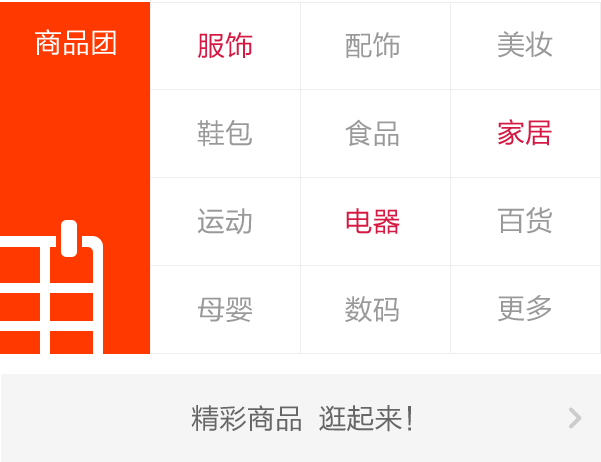 商品团
服饰 配饰 美妆
鞋包 食品 家居
运动 电器 百货
母婴 数码 更多
精彩商品 逛起来!